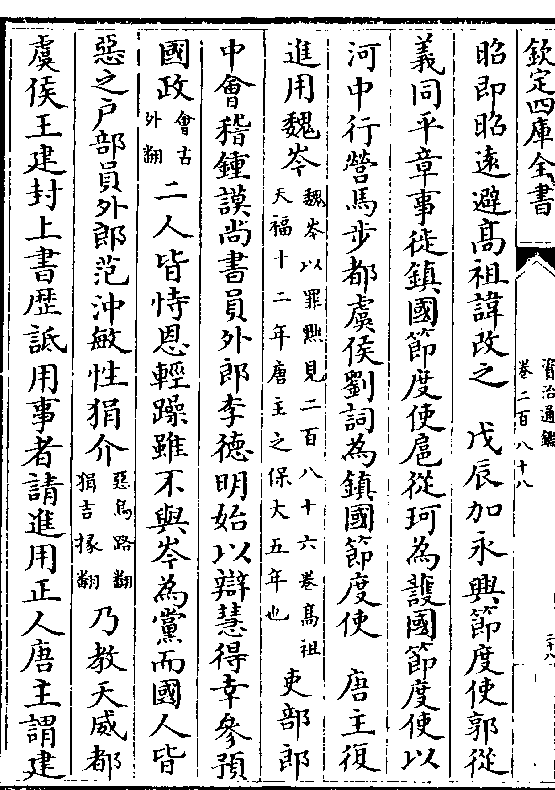 欽定四庫全書
資治通鑑
卷二百八十八
二十八
昭即昭遠避高祖諱改之　戊辰加永興節度使郭從
義同平章事徙鎮國節度使扈從珂為護國節度使以
河中行營馬步都虞侯劉詞為鎮國節度使　唐主復
進用魏岑魏岑以罪黜見二百八十六卷高祖天福十二年唐主之保大五年也吏部郎
中會稽鍾謨尚書員外郎李德明始以辯慧得幸參預
國政會古外翻二人皆恃恩輕躁雖不與岑為黨而國人皆
惡之戶部員外郎范沖敏性狷介惡烏路翻狷吉掾翻乃教天威都
虞侯王建封上書歴詆用事者請進用正人唐主謂建